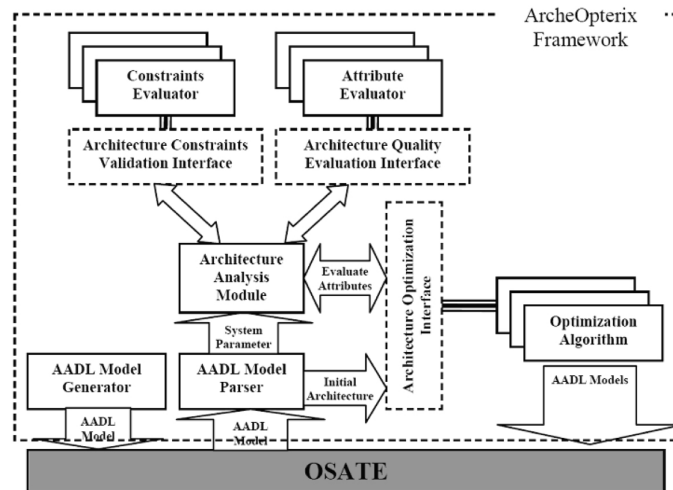 ArcheOpterix
Framework
Constraints
Evaluator
Attribute
Evaluator
Architecture Constraints
Validation Interface
Architecture Quality
Evaluation Interface
Architecture
Analysis
Module
Evaluate
Attributes
Architecture Optimization
Interface
Optimization
Algorithm
System
Parameter
AADL Model
Generator
AADL Model
Parser
Initial
Architecture
AADL Models
AADL
Model
AADL
Model
OSATE